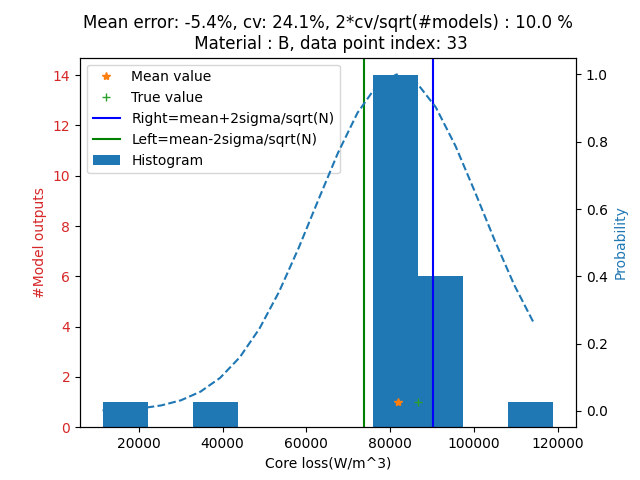 Mean error: -5.4%, cv: 24.1%, 2*cv/sqrt(#models) : 10.0 %
Material : B, data point index: 33
Mean value
True value
Right=mean+2sigma/sqrt(N)
Left=mean-2sigma/sqrt(N)
Histogram
14
12
10
8
6
4
2
0
#Model outputs
1.0
0.8
0.6
0.4
0.2
0.0
Probability
20000 40000 60000 80000 100000 120000
Core loss(W/m^3)